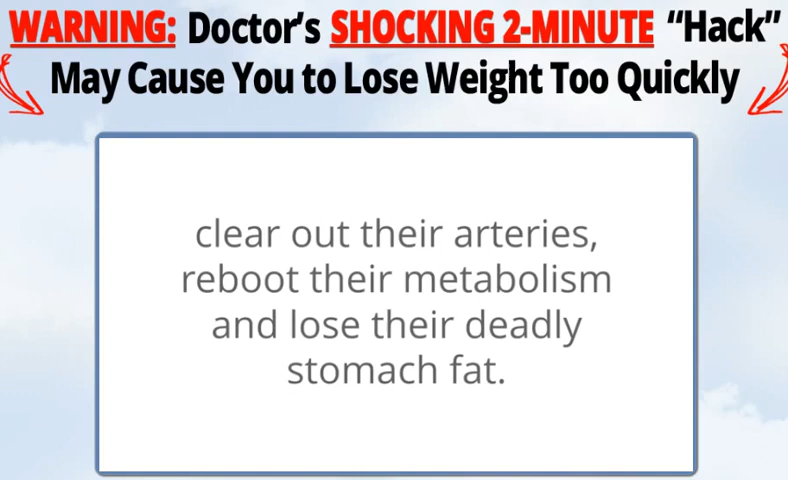 WARNING: Doctor's SHOCKING 2-MINUTE “Hack”
May Cause You to Lose Weight Too Quickly
clear out their arteries,
reboot their metabolism
and lose their deadly
stomach fat.